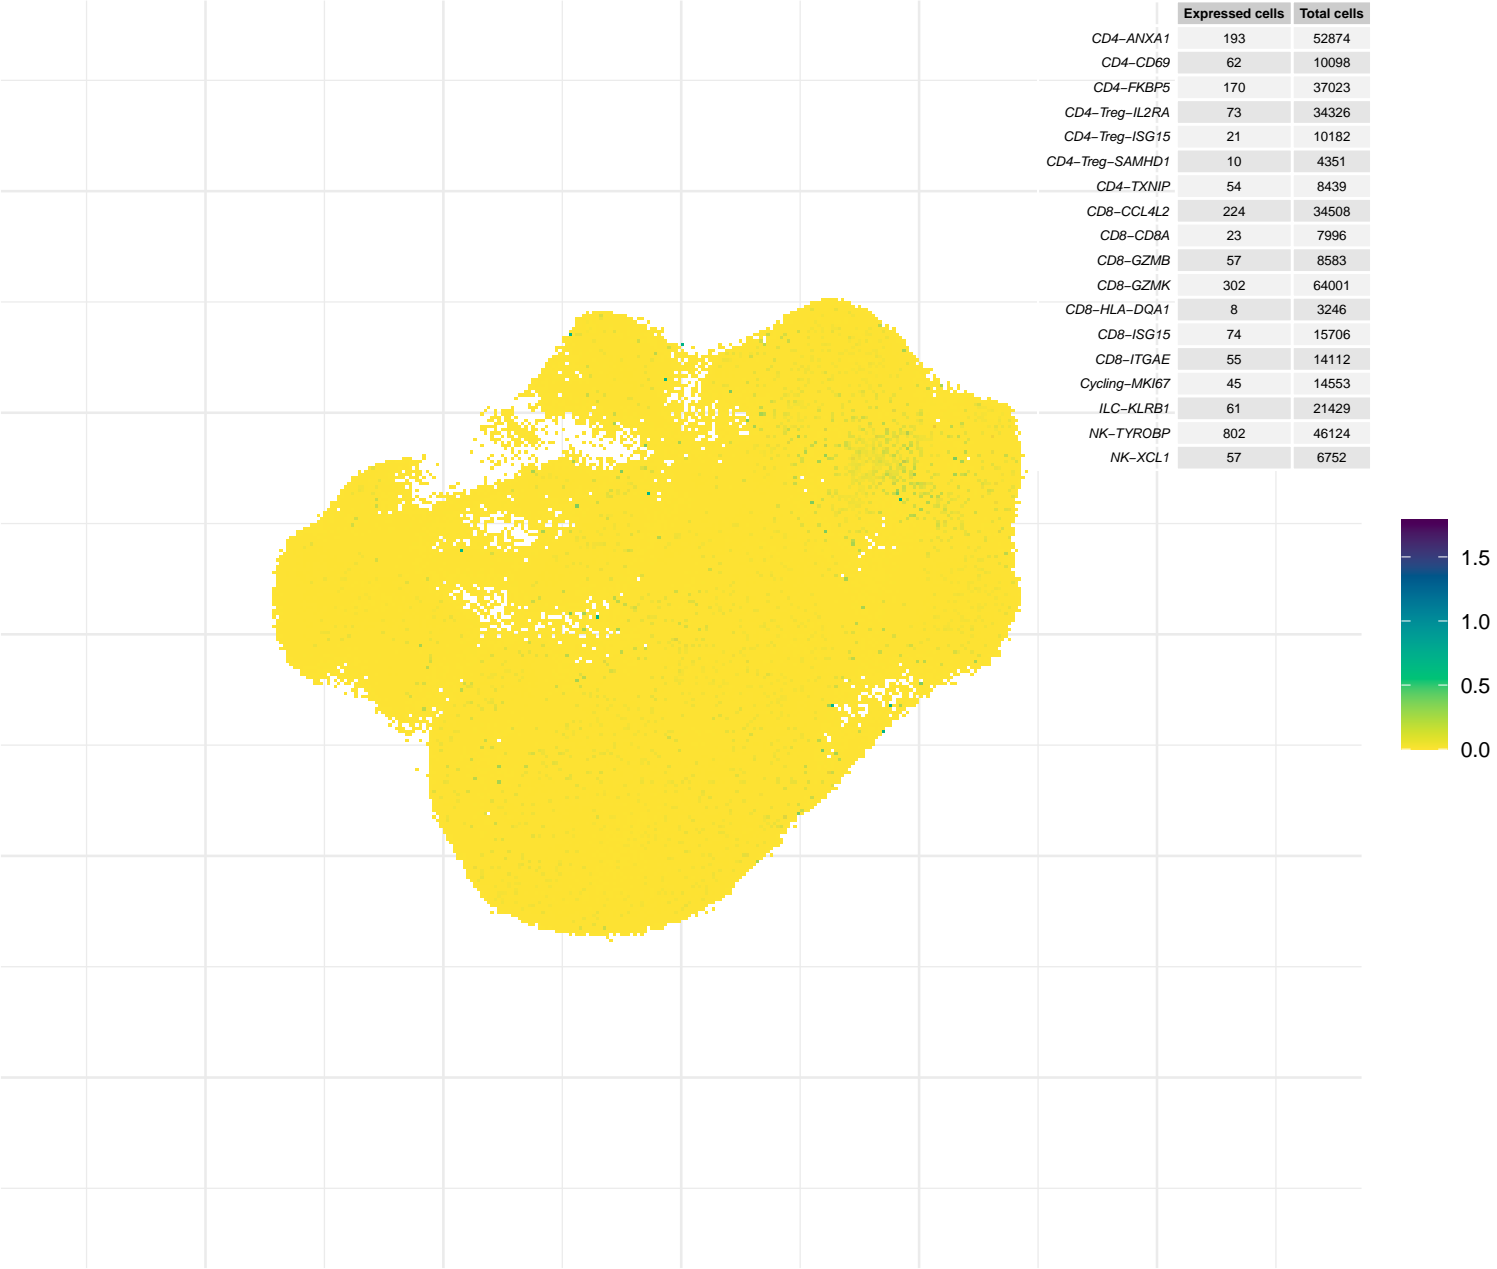 Expressed cells Total cells
CD4−ANXA1 193 52874
CD4−CD69 62 10098
CD4−FKBP5 170 37023
CD4−Treg−IL2RA 73 34326
CD4−Treg−ISG15 21 10182
CD4−Treg−SAMHD1 10 4351
CD4−TXNIP 54 8439
CD8−CCL4L2 224 34508
CD8−CD8A 23 7996
CD8−GZMB 57 8583
CD8−GZMK 302 64001
CD8−HLA−DQA1 8 3246
CD8−ISG15 74 15706
CD8−ITGAE 55 14112
Cycling−MKI67 45 14553
ILC−KLRB1 61 21429
NK−TYROBP 802 46124
NK−XCL1 57 6752
1.5
1.0
0.5
0.0